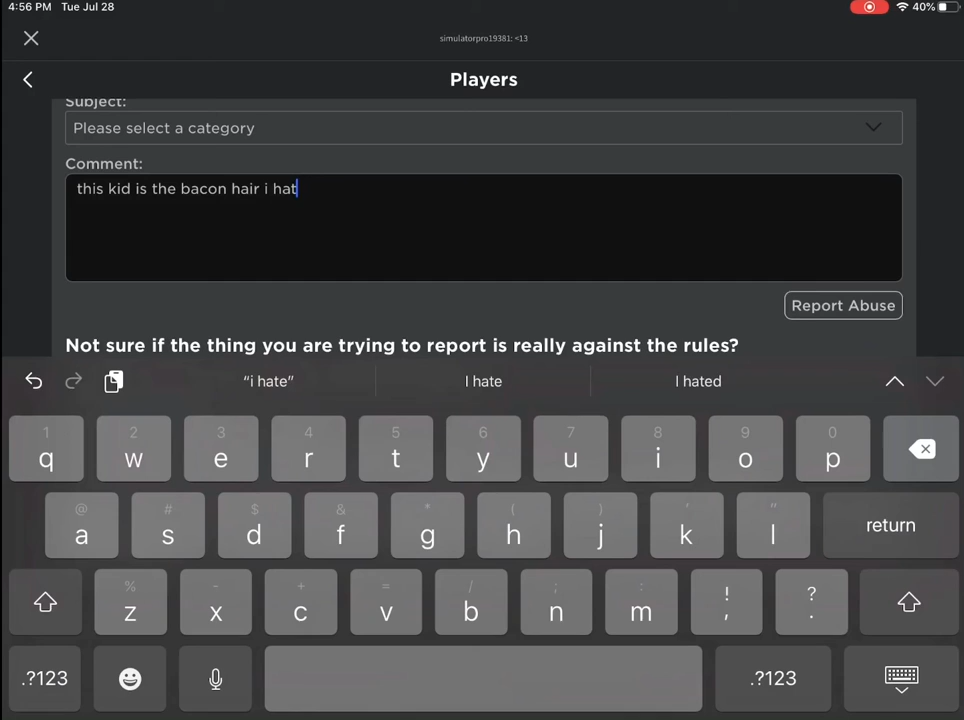 4:56 PM Tue Jul 28 40%
simulatorpro19381: <13
Players
Subject:
Please select a category
Comment:
this kid is the bacon hair i hat
Report Abuse
Not sure if the thing you are trying to report is really against the rules?
“i hate” I hate I hated
1 2 3 4 5 6 7 8 9 0
q w e r t y u i o p
@ # $ & * ( ) ' "
a s d f g h j k l return
% - + = / ; : ! ?
z x c v b n m , .
.?123 .?123